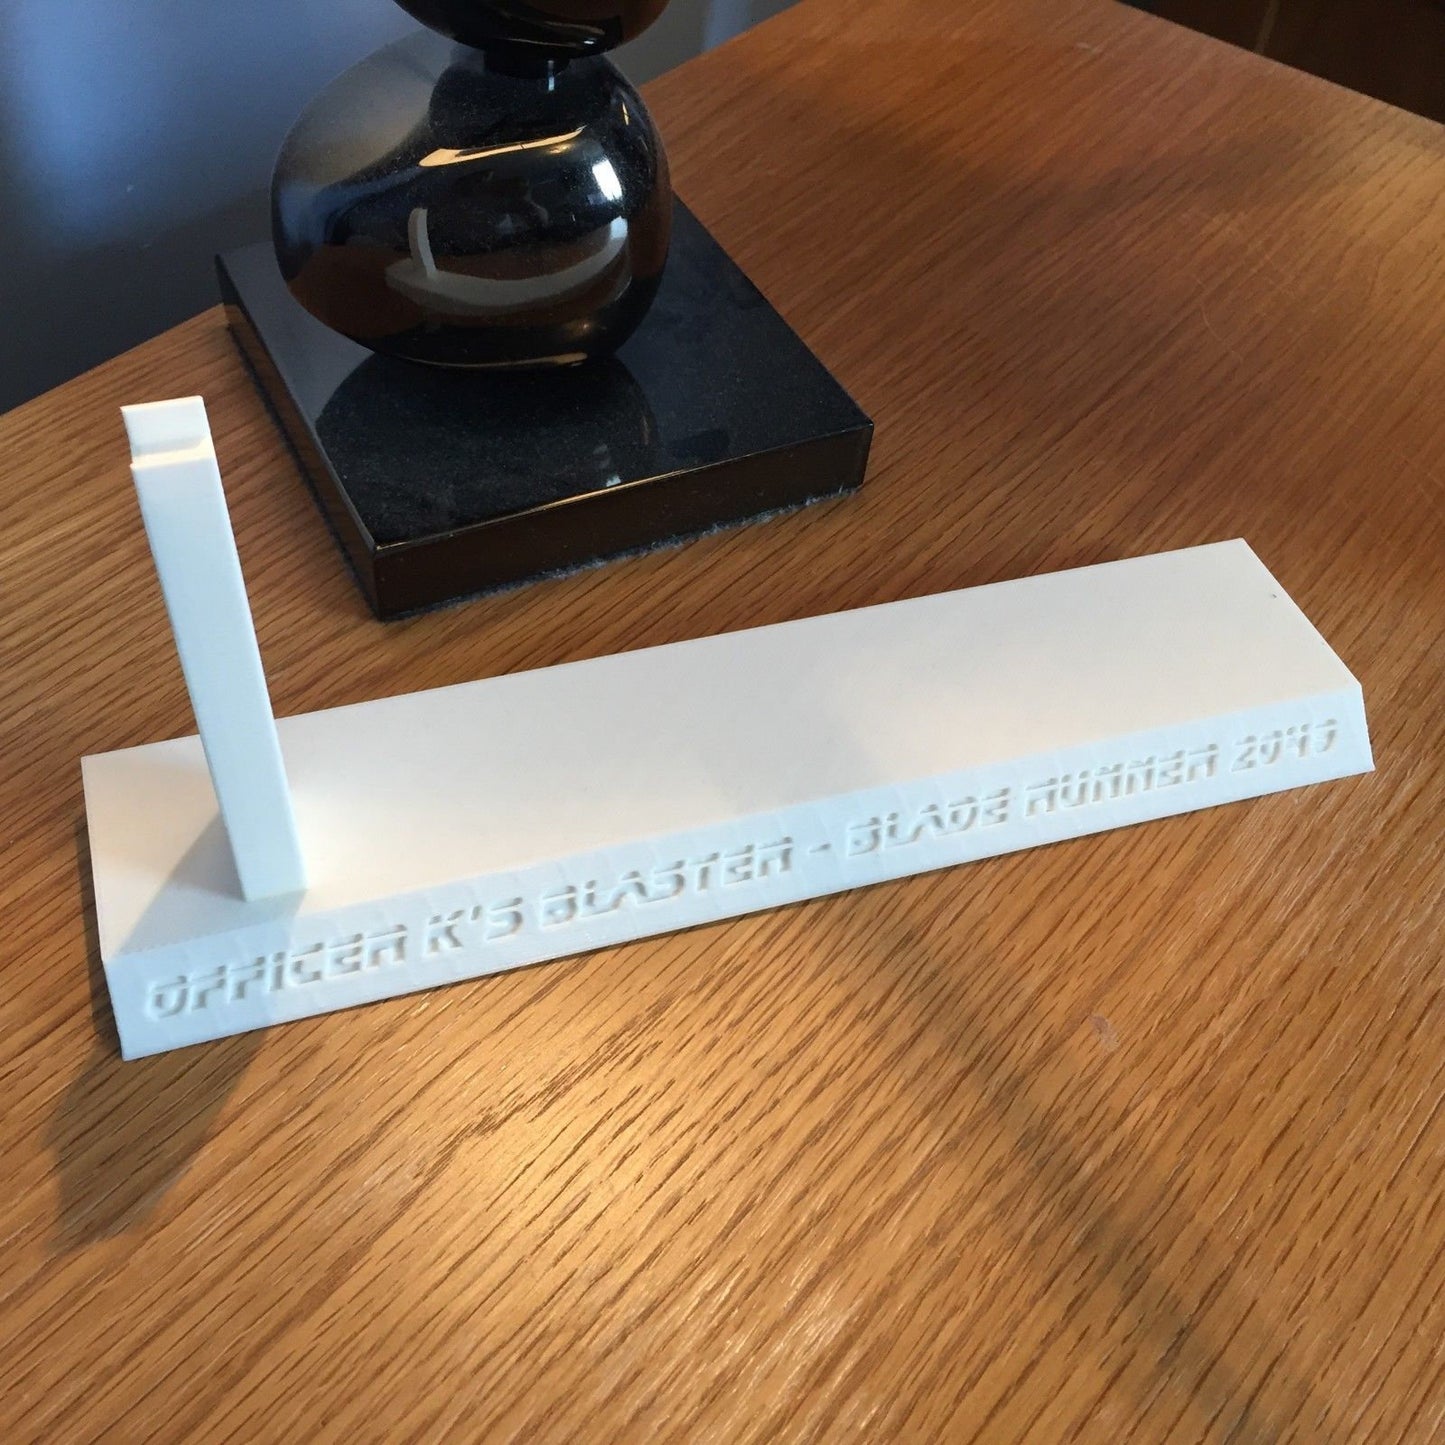 OFFICER K'S BLASTER - BLADE RUNNER 2049